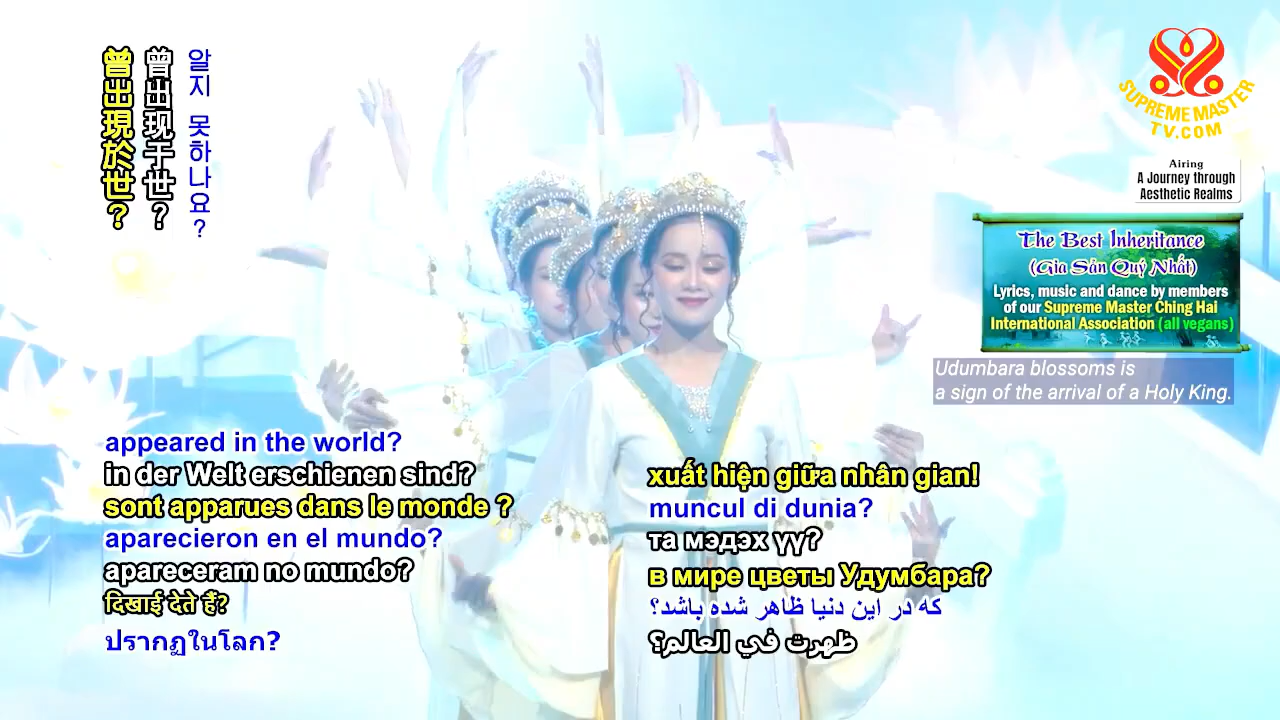 曾出現於世？
曾出现于世？
알지 못하나요?
SUPREME MASTER
TV.COM
Airing
A Journey through
Aesthetic Realms
The Best Inheritance
(Gia Sản Quý Nhất)
Lyrics, music and dance by members
of our Supreme Master Ching Hai
International Association (all vegans)
Udumbara blossoms is
a sign of the arrival of a Holy King.
appeared in the world?
in der Welt erschienen sind?
sont apparues dans le monde ?
aparecieron en el mundo?
apareceram no mundo?
दिखाई देते हैं?
ปรากฏในโลก?
xuất hiện giữa nhân gian!
muncul di dunia?
та мэдэх үү?
в мире цветы Удумбара?
که در این دنیا ظاهر شده باشد؟
ظهرت في العالم؟